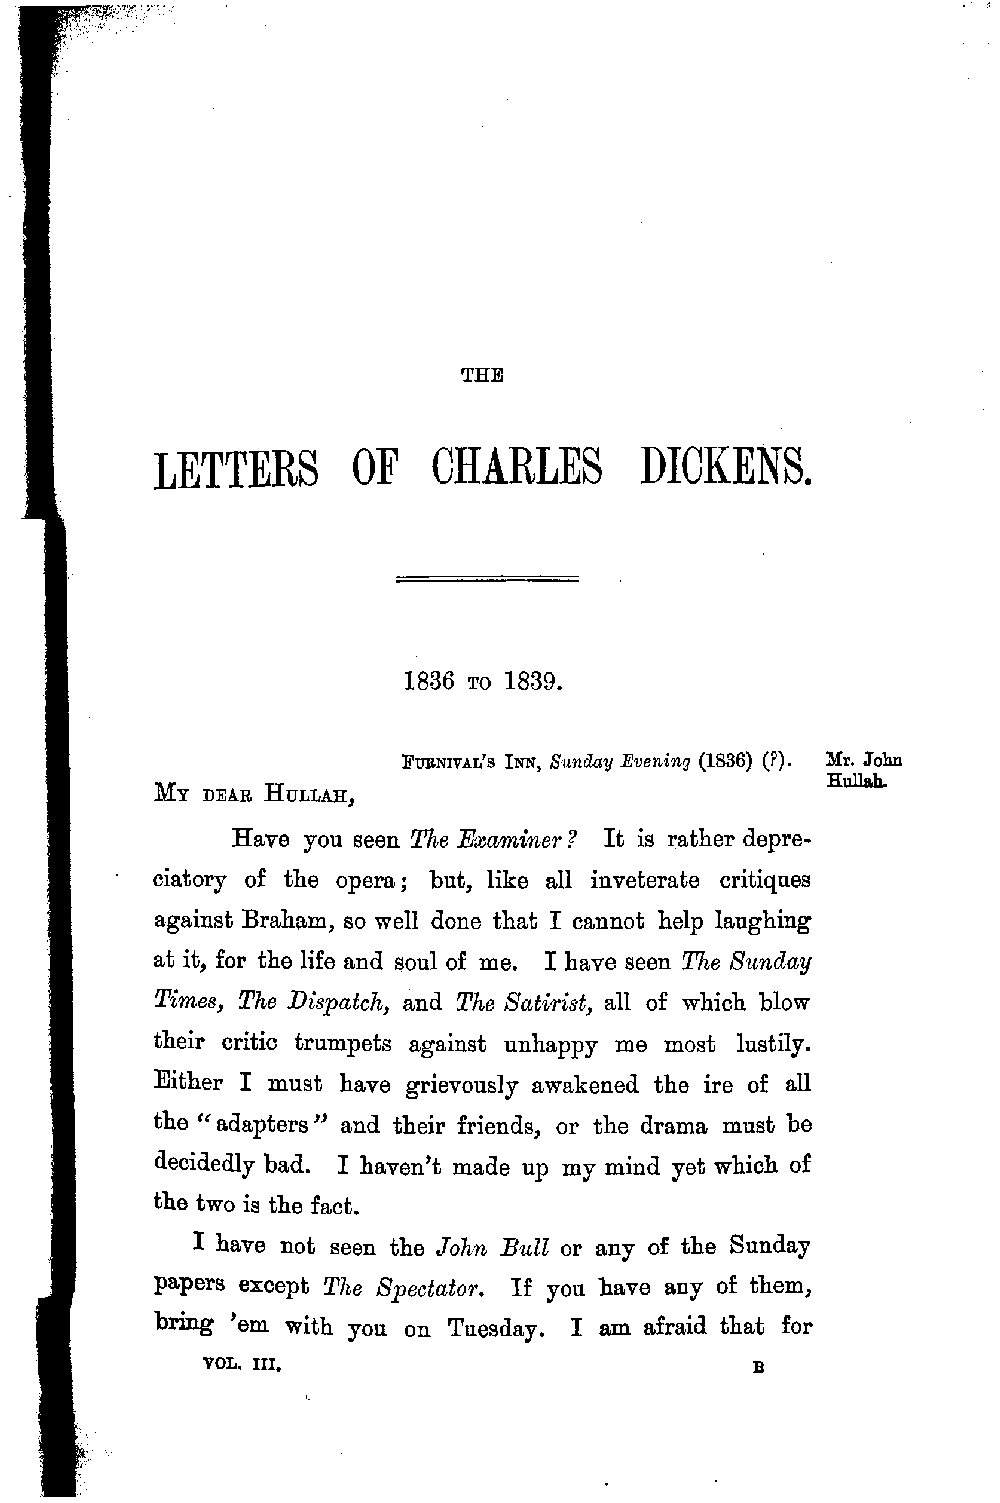 THE
LETTERS OF CHARLES DICKENS.
1836 TO 1839.
FURNIVAL'S INN, Sunday Evening (1836) (?).
Mr. John
Hullah.
MY DEAR HULLAH,
Have you seen The Examiner? It is rather depre-
ciatory of the opera; but, like all inveterate critiques
against Braham, so well done that I cannot help laughing
at it, for the life and soul of me. I have seen The Sunday
Times, The Dispatch, and The Satirist, all of which blow
their critic trumpets against unhappy me most lustily.
Either I must have grievously awakened the ire of all
the "adapters" and their friends, or the drama must be
decidedly bad. I haven't made up my mind yet which of
the two is the fact.
I have not seen the John Bull or any of the Sunday
papers except The Spectator. If you have any of them,
bring 'em with you on Tuesday. I am afraid that for
VOL. III.
B